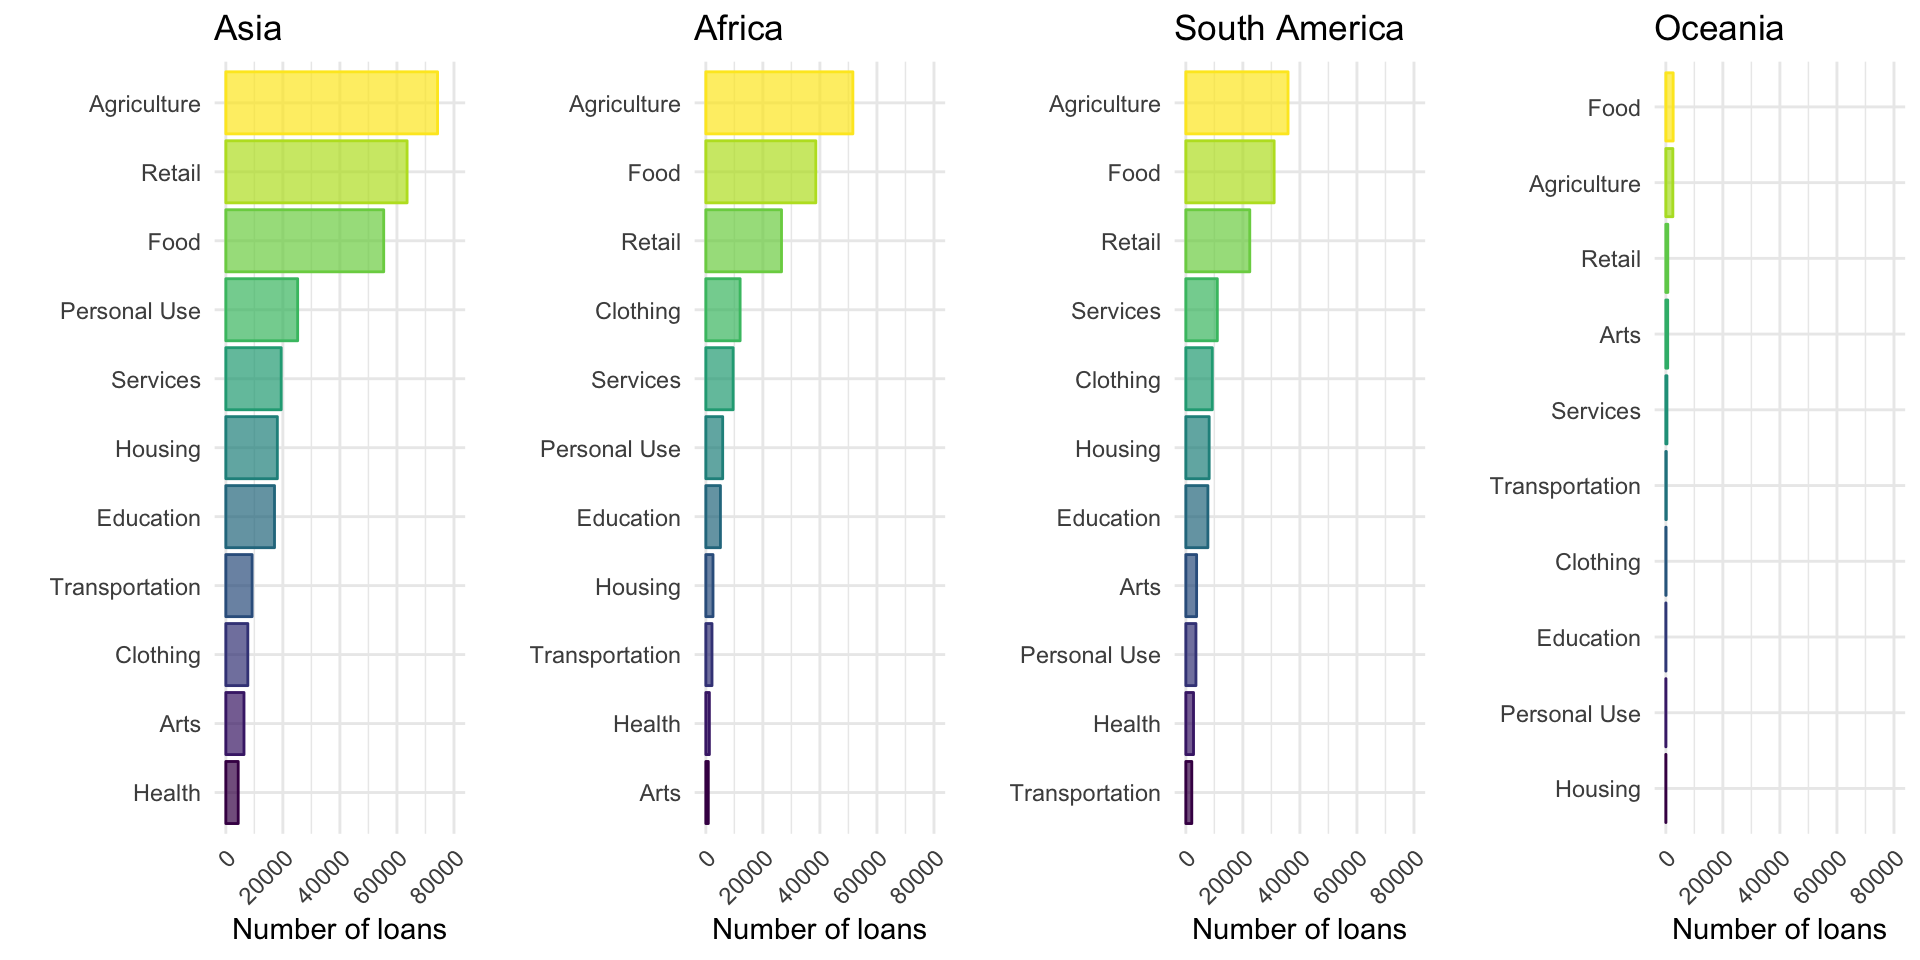 Asia
Agriculture
Retail
Food
Personal Use
Services
Housing
Education
Transportation
Clothing
Arts
Health
0
20000
40000
60000
80000
Number of loans
Africa
Agriculture
Food
Retail
Clothing
Services
Personal Use
Education
Housing
Transportation
Health
Arts
0
20000
40000
60000
80000
Number of loans
South America
Agriculture
Food
Retail
Services
Clothing
Housing
Education
Arts
Personal Use
Health
Transportation
0
20000
40000
60000
80000
Number of loans
Oceania
Food
Agriculture
Retail
Arts
Services
Transportation
Clothing
Education
Personal Use
Housing
0
20000
40000
60000
80000
Number of loans